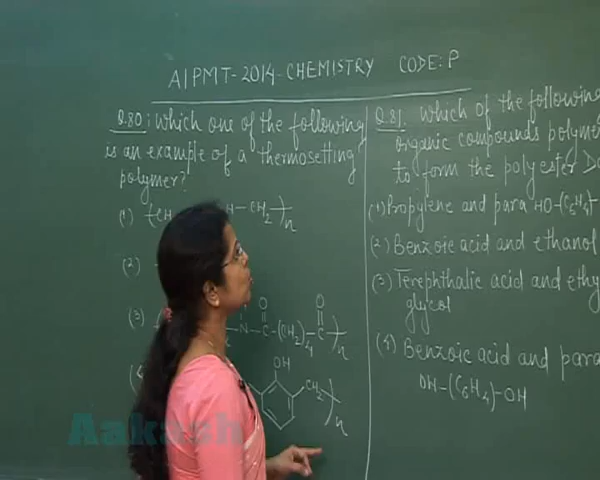 AIPMT-2014-CHEMISTRY CODE:P
Q.80: Which one of the following
is an example of a thermosetting
polymer?
(1) H-CH2)n
(2)
(3) -N-C-(CH2)4-C-)n
O O
(4) OH
CH2)n
Q.81. Which of the following
organic compounds polymer
to form the polyester
(1) Propylene and para HO-(C6H4)-
(2) Benzoic acid and ethanol
(3) Terephthalic acid and ethy
glycol
(4) Benzoic acid and para
OH-(C6H4)-OH
Aakash